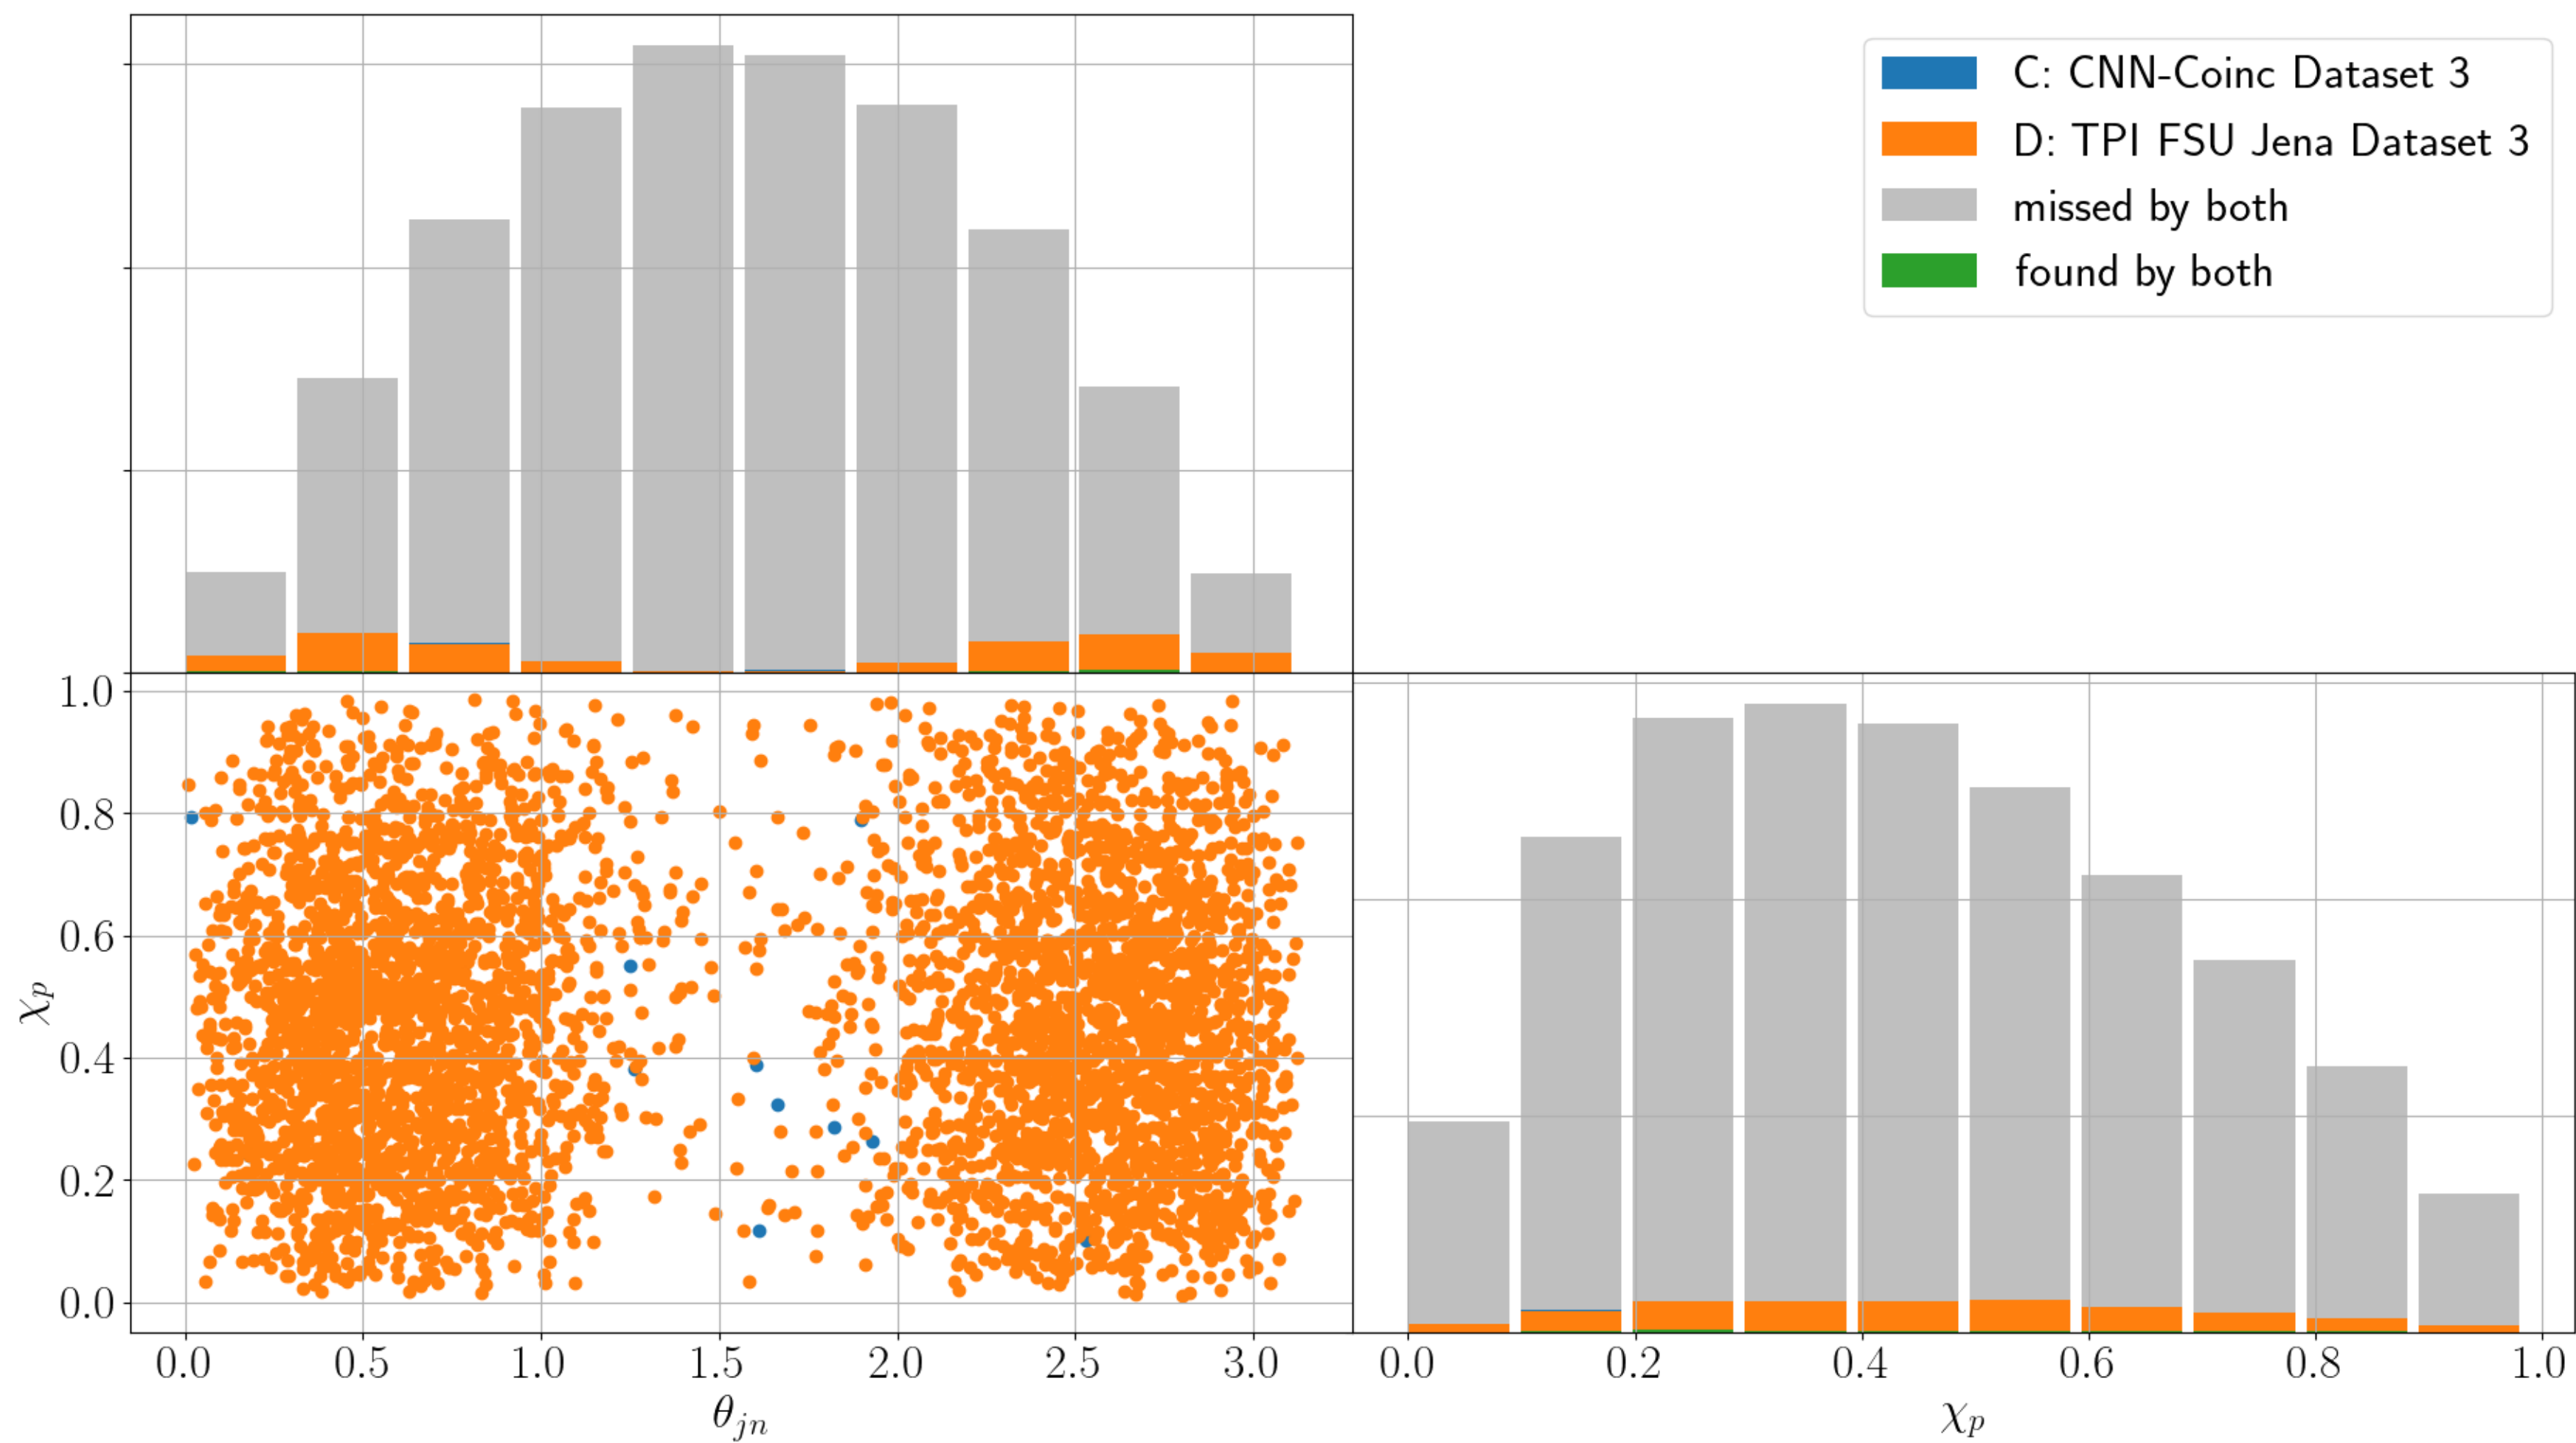 C: CNN-Coinc Dataset 3
D: TPI FSU Jena Dataset 3
missed by both
found by both
1.0
0.8
0.6
0.4
0.2
0.0
χp
0.0 0.5 1.0 1.5 2.0 2.5 3.0
θjn
0.0 0.2 0.4 0.6 0.8 1.0
χp